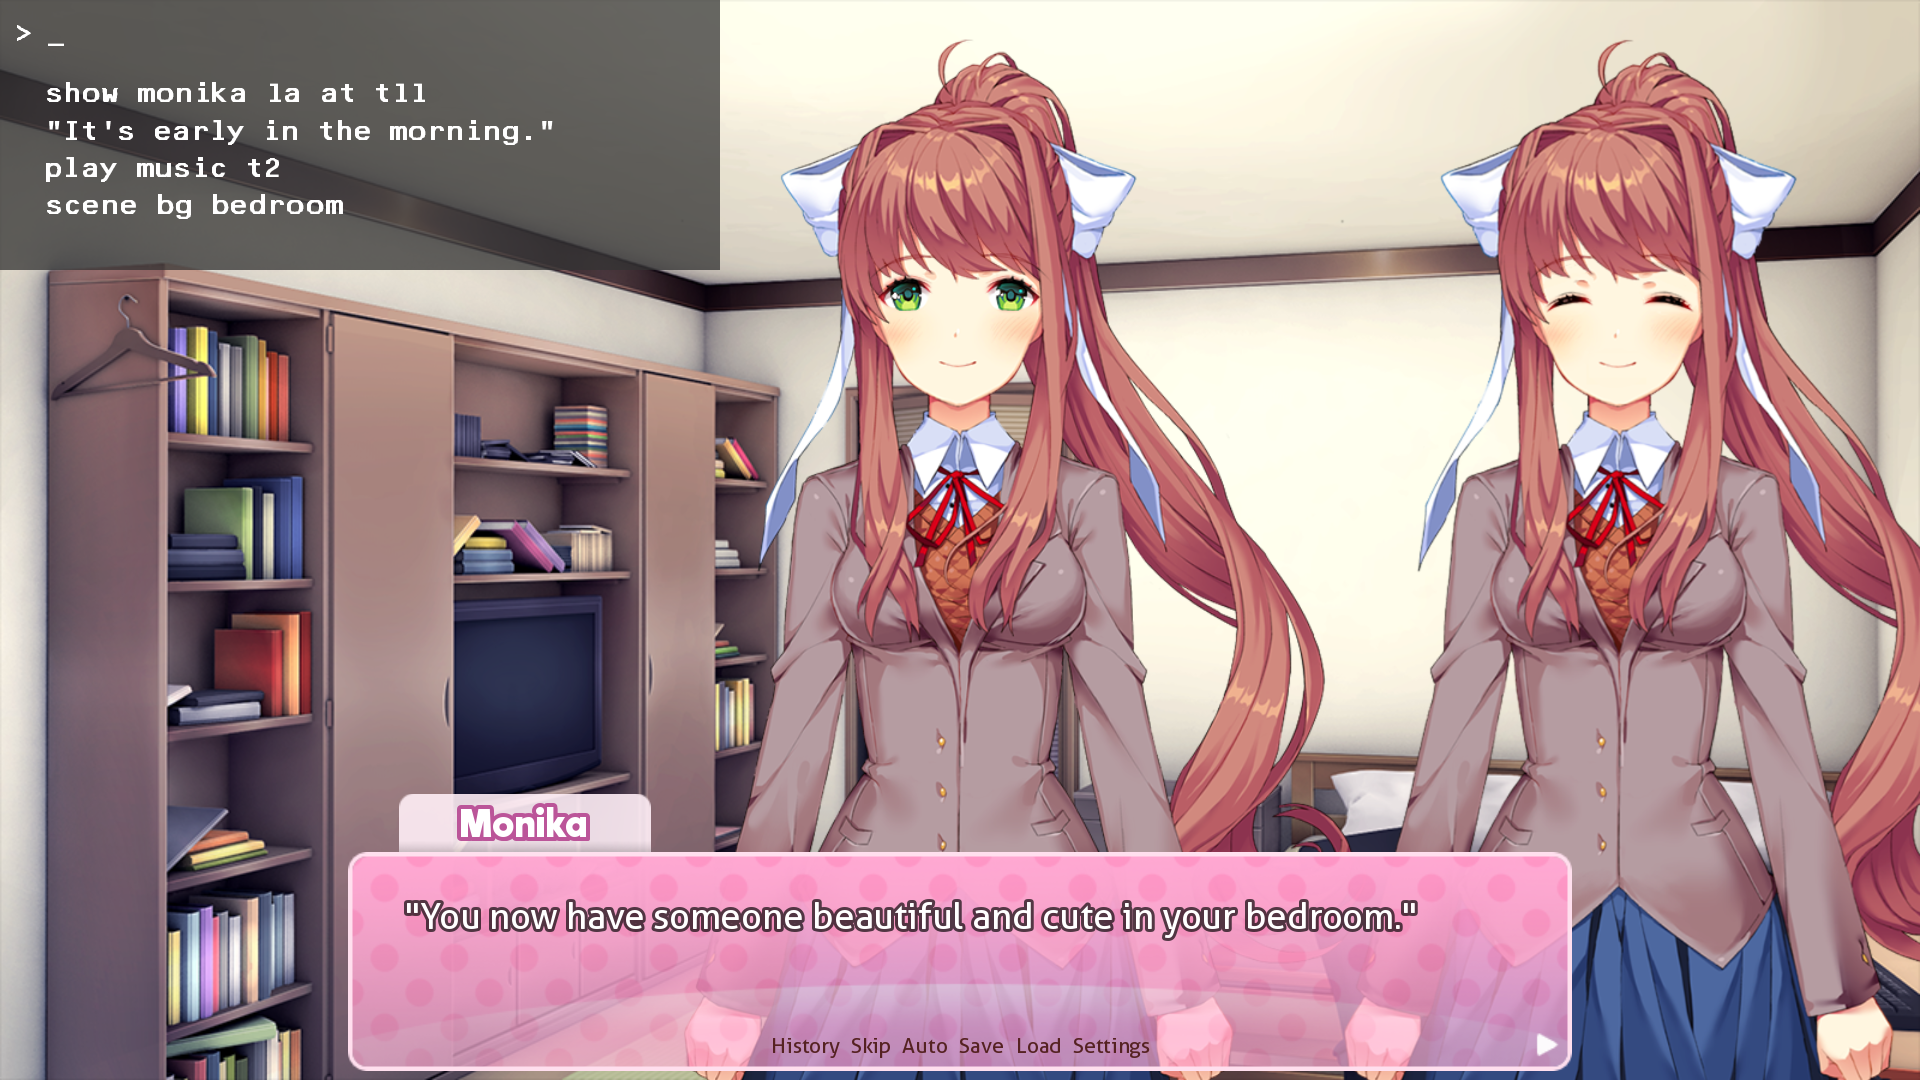 > _
show monika 1a at t11
"It's early in the morning."
play music t2
scene bg bedroom
Monika
"You now have someone beautiful and cute in your bedroom."
History Skip Auto Save Load Settings